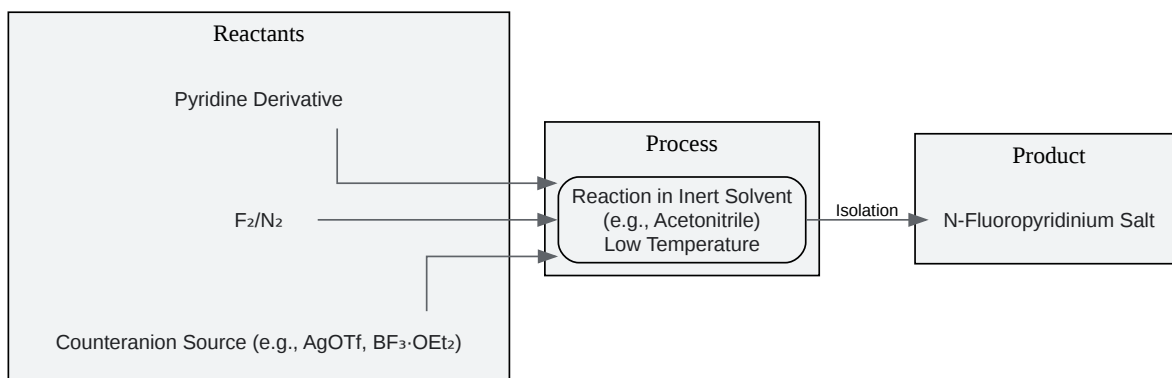 Reactants
Pyridine Derivative
F₂/N₂
Counteranion Source (e.g., AgOTf, BF₃·OEt₂)
Process
Reaction in Inert Solvent
(e.g., Acetonitrile)
Low Temperature
Isolation
Product
N-Fluoropyridinium Salt